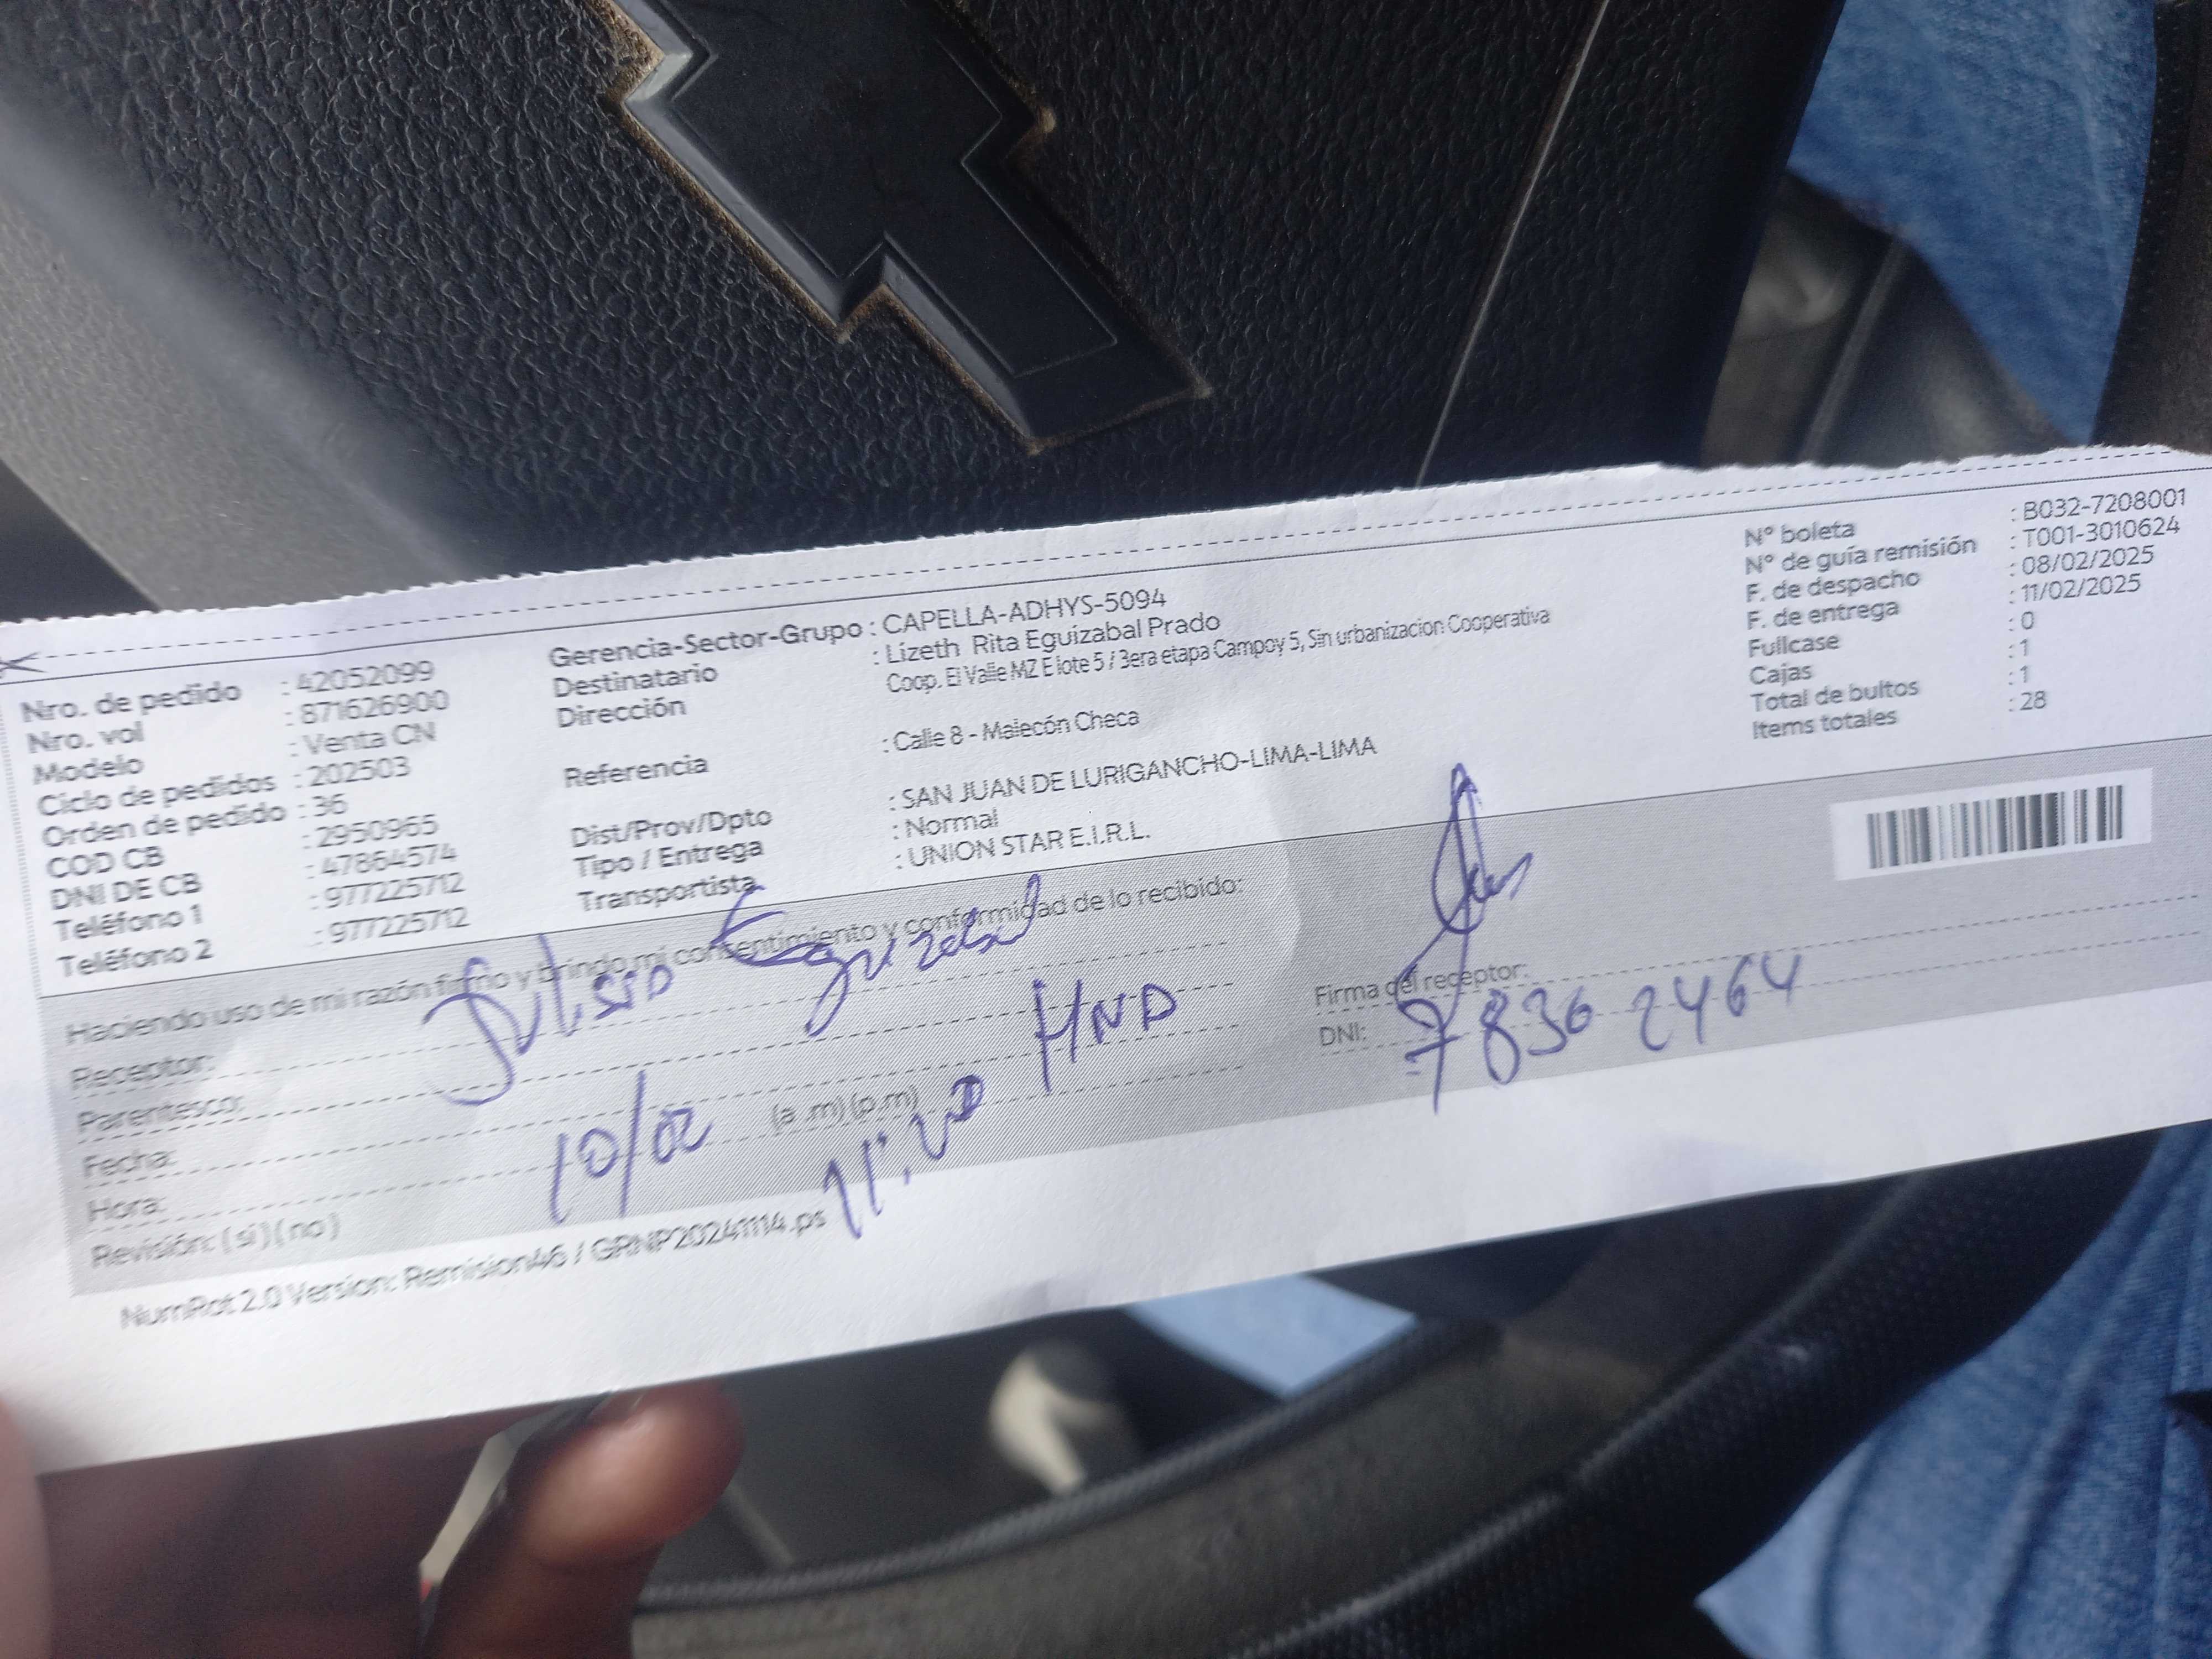 Nro. de pedido : 42052099
Nro. vol : 871626900
Modelo : Venta CN
Ciclo de pedidos : 202503
Orden de pedido : 36
COD CB : 2950965
DNI DE CB : 47864574
Teléfono 1 : 977225712
Teléfono 2 : 977225712
Gerencia-Sector-Grupo : CAPELLA-ADHYS-5094
Destinatario : Lizeth Rita Eguizabal Prado
Dirección : Coop. El Valle MZ E lote 5 / 3era etapa Campoy 5, Sin urbanizacion Cooperativa
Referencia : Calle 8 - Malecón Checa
Dist/Prov/Dpto : SAN JUAN DE LURIGANCHO-LIMA-LIMA
Tipo / Entrega : Normal
Transportista : UNION STAR E.I.R.L.
N° boleta : B032-7208001
N° de guía remisión : T001-3010624
F. de despacho : 08/02/2025
F. de entrega : 11/02/2025
Fullcase : 0
Cajas : 1
Total de bultos : 1
Items totales : 28
Haciendo uso de mi razón firmo y brindo mi consentimiento y conformidad de lo recibido:
Receptor: Eguizabal
Parentesco: HNO
Fecha: 10/02
Hora: (a .m) (p.m)
Revisión: ( si ) ( no )
Firma del receptor:
DNI: 78362464
NumRot 2.0 Version: Remision46 / GRNP20241114.ps